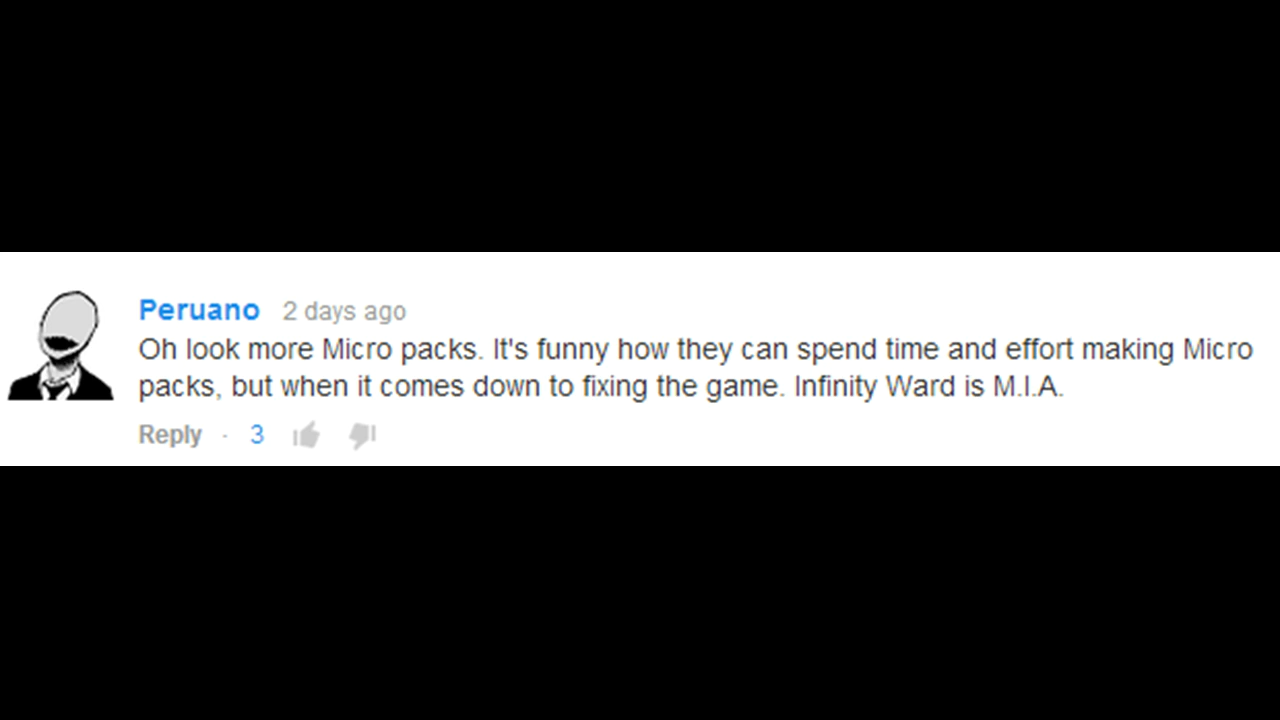 Peruano 2 days ago
Oh look more Micro packs. It's funny how they can spend time and effort making Micro
packs, but when it comes down to fixing the game. Infinity Ward is M.I.A.
Reply · 3